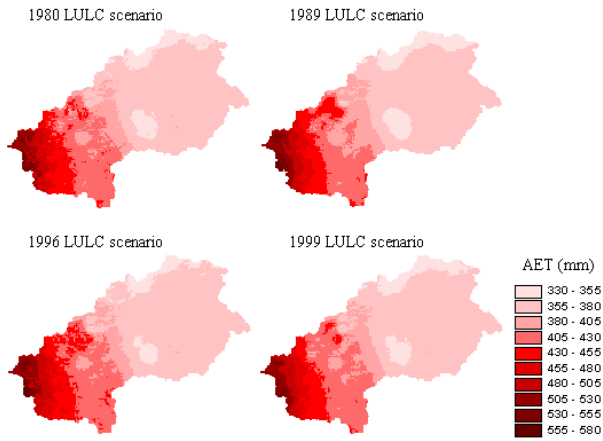 1980 LULC scenario
1989 LULC scenario
1996 LULC scenario
1999 LULC scenario
AET (mm)
330 - 355
355 - 380
380 - 405
405 - 430
430 - 455
455 - 480
480 - 505
505 - 530
530 - 555
555 - 580